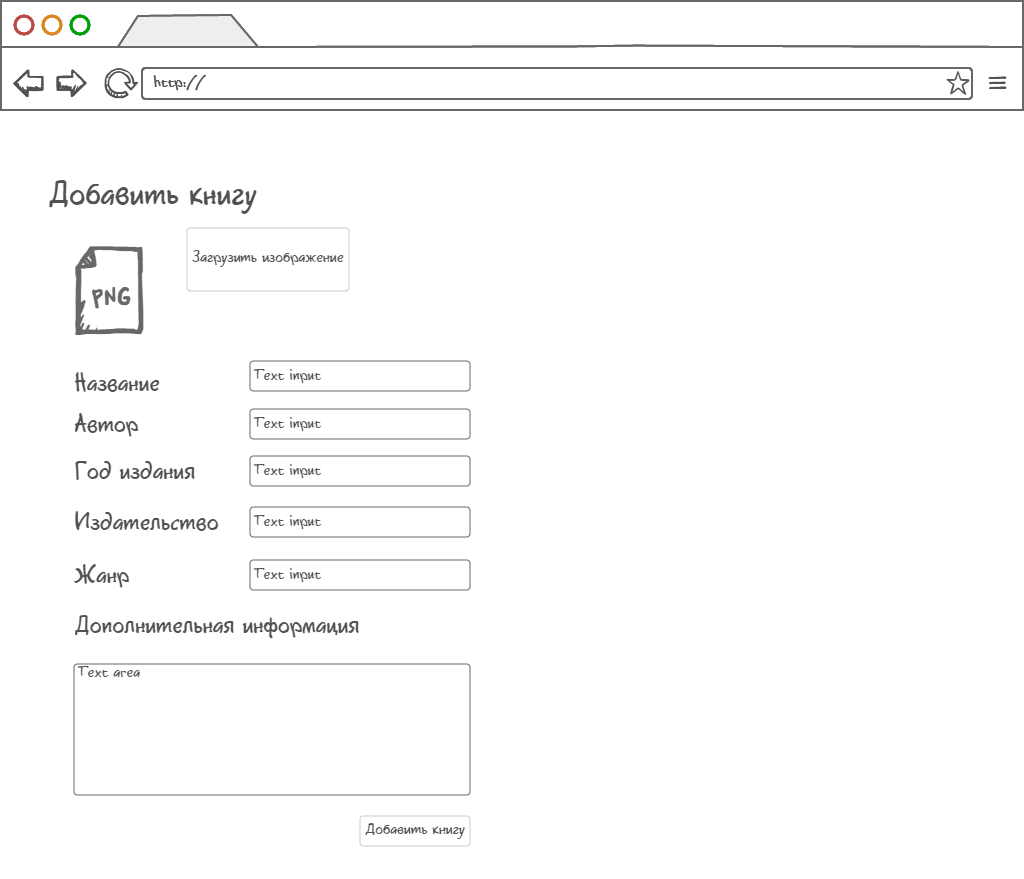 http://
Добавить книгу
Загрузить изображение
PNG
Название
Text input
Автор
Text input
Год издания
Text input
Издательство
Text input
Жанр
Text input
Дополнительная информация
Text area
Добавить книгу